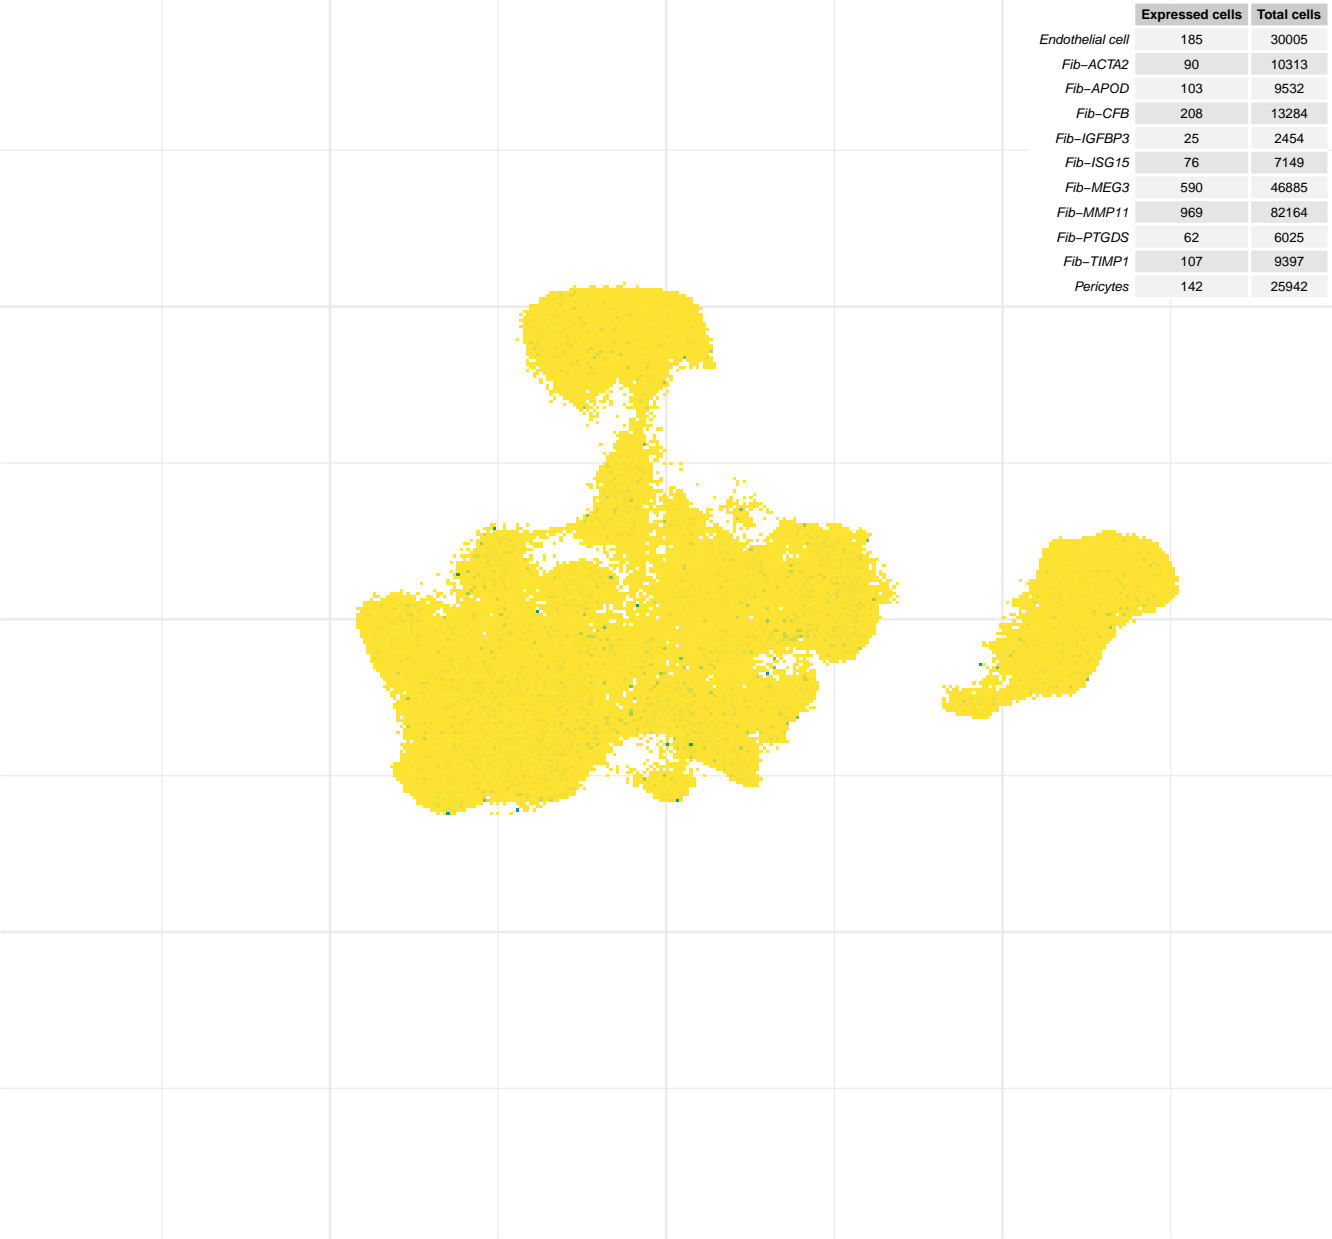 Expressed cells Total cells
Endothelial cell 185 30005
Fib−ACTA2 90 10313
Fib−APOD 103 9532
Fib−CFB 208 13284
Fib−IGFBP3 25 2454
Fib−ISG15 76 7149
Fib−MEG3 590 46885
Fib−MMP11 969 82164
Fib−PTGDS 62 6025
Fib−TIMP1 107 9397
Pericytes 142 25942